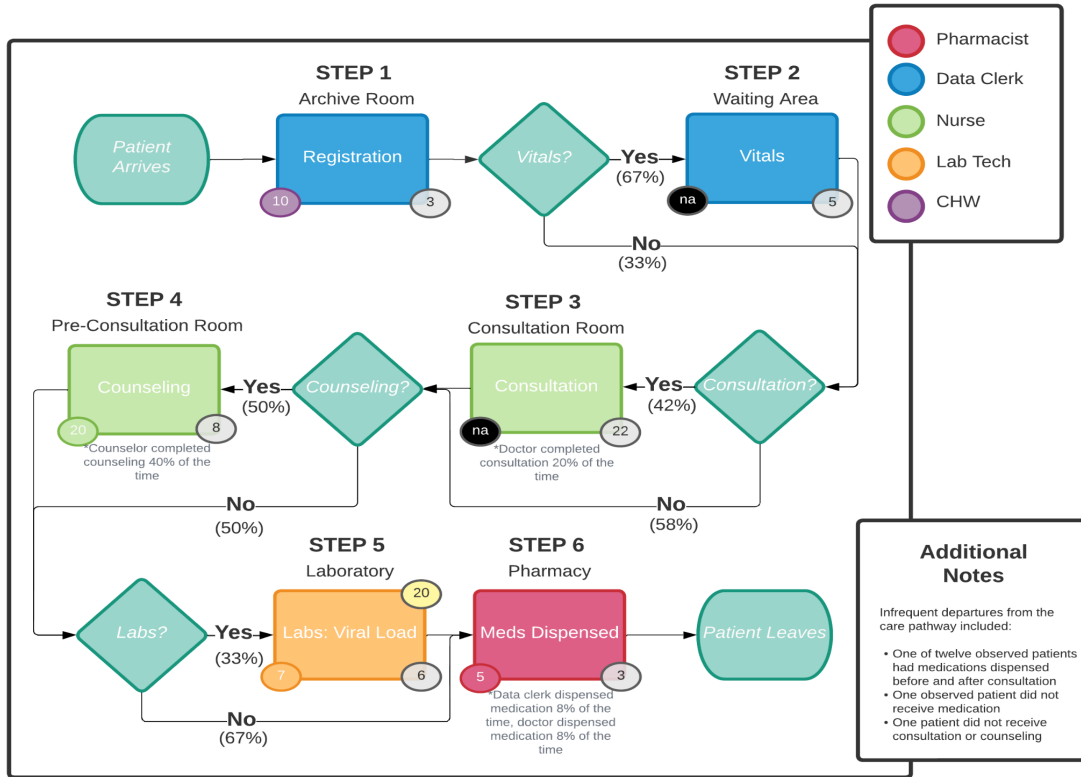 Pharmacist
Data Clerk
Nurse
Lab Tech
CHW
STEP 1
Archive Room
STEP 2
Waiting Area
Patient
Arrives
Registration
10
3
Vitals?
Yes
(67%)
Vitals
na
5
No
(33%)
STEP 4
Pre-Consultation Room
STEP 3
Consultation Room
Counseling
20
8
*Counselor completed
counseling 40% of the
time
Yes
(50%)
Counseling?
Consultation
na
22
*Doctor completed
consultation 20% of the
time
Yes
(42%)
Consultation?
No
(50%)
No
(58%)
STEP 5
Laboratory
STEP 6
Pharmacy
Labs?
Yes
(33%)
20
Labs: Viral Load
7
6
Meds Dispensed
5
3
*Data clerk dispensed
medication 8% of the
time, doctor dispensed
medication 8% of the
time
Patient Leaves
No
(67%)
Additional
Notes
Infrequent departures from the
care pathway included:
• One of twelve observed patients
had medications dispensed
before and after consultation
• One observed patient did not
receive medication
• One patient did not receive
consultation or counseling